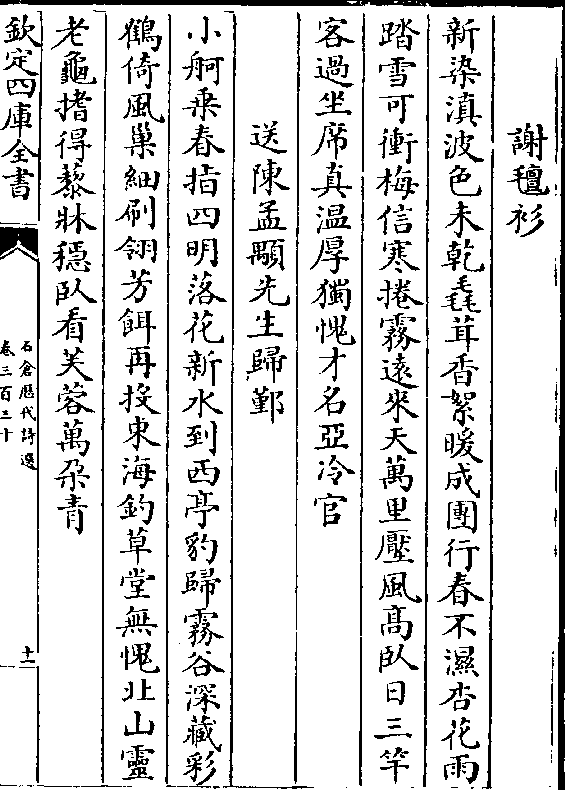 謝氊衫
新染滇波色未乾毳茸香絮暖成團行春不濕杏花雨
踏雪可衝梅信寒捲霧遠來天萬里壓風髙臥日三竿
客過坐席真温厚獨愧才名亞冷官
送陳孟顒先生歸鄞
小舸乗春指四明落花新水到西亭豹歸霧谷深藏彩
鶴倚風巢細刷翎芳餌再投東海釣草堂無愧北山靈
老龜搘得藜牀穩臥看芙蓉萬朶青
欽定四庫全書
石倉歴代詩選
卷三百三十
十一